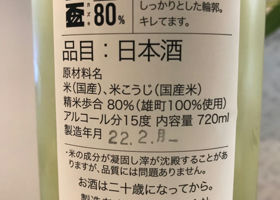 80%
しっかりとした輪郭。
キレてます。
品目：日本酒
原材料名
米（国産）、米こうじ（国産米）
精米歩合 80%（雄町100%使用）
アルコール分15度 内容量 720ml
製造年月 22.2.月
・米の成分が凝固し滓が沈殿することが
ありますが、品質には問題ありません。
お酒は二十歳になってから。